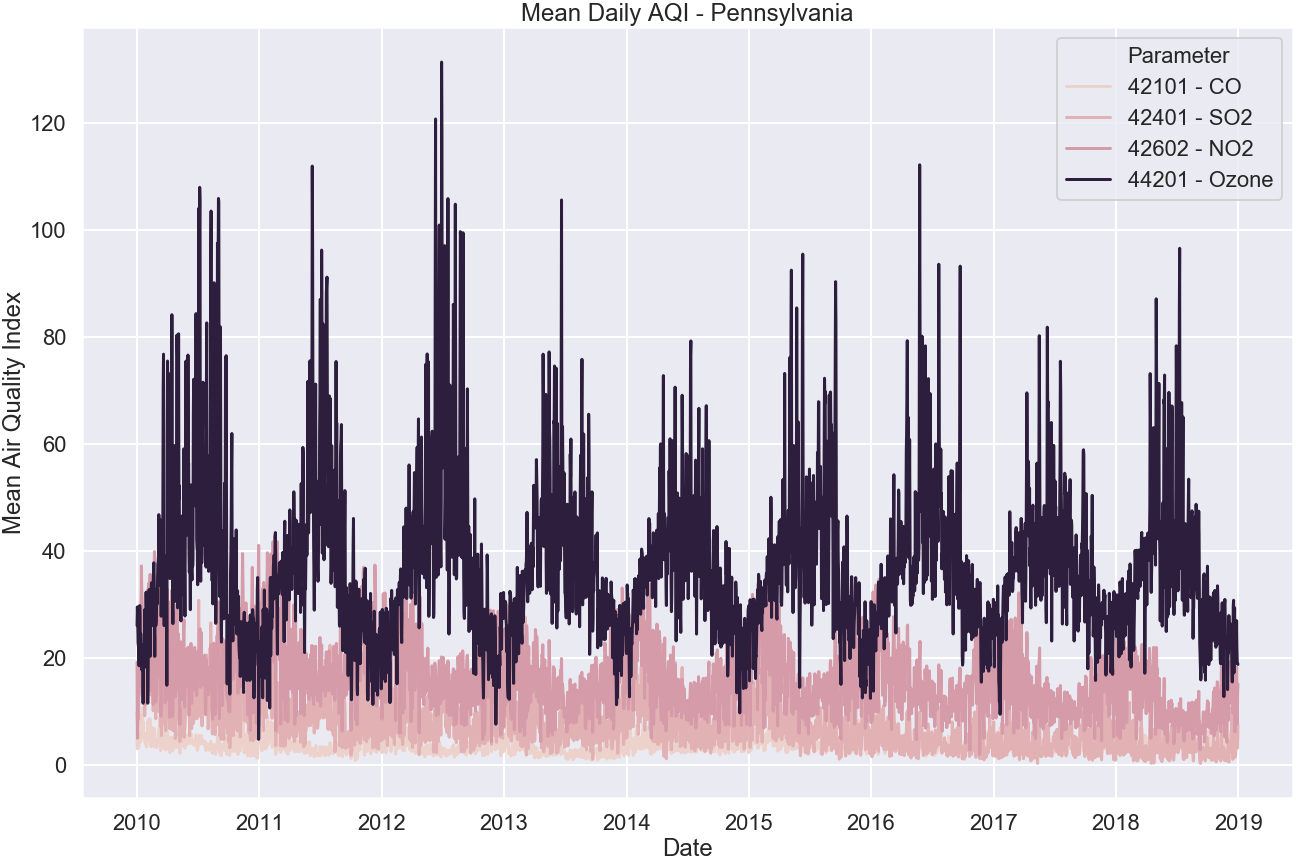 Mean Daily AQI - Pennsylvania
Parameter
42101 - CO
42401 - SO2
42602 - NO2
44201 - Ozone
Mean Air Quality Index
120
100
80
60
40
20
0
2010 2011 2012 2013 2014 2015 2016 2017 2018 2019
Date